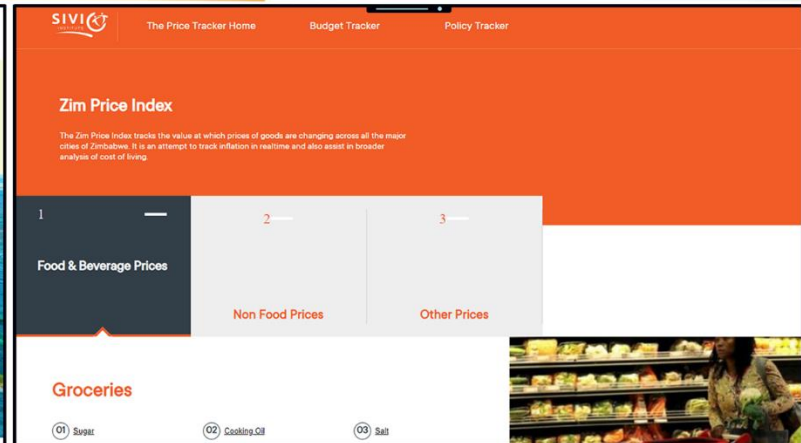 SIVIO
INSTITUTE
The Price Tracker Home
Budget Tracker
Policy Tracker
Zim Price Index
The Zim Price Index tracks the value at which prices of goods are changing across all the major
cities of Zimbabwe. It is an attempt to track inflation in realtime and also assist in broader
analysis of cost of living.
1
2
3
Food & Beverage Prices
Non Food Prices
Other Prices
Groceries
01 Sugar
02 Cooking Oil
03 Salt